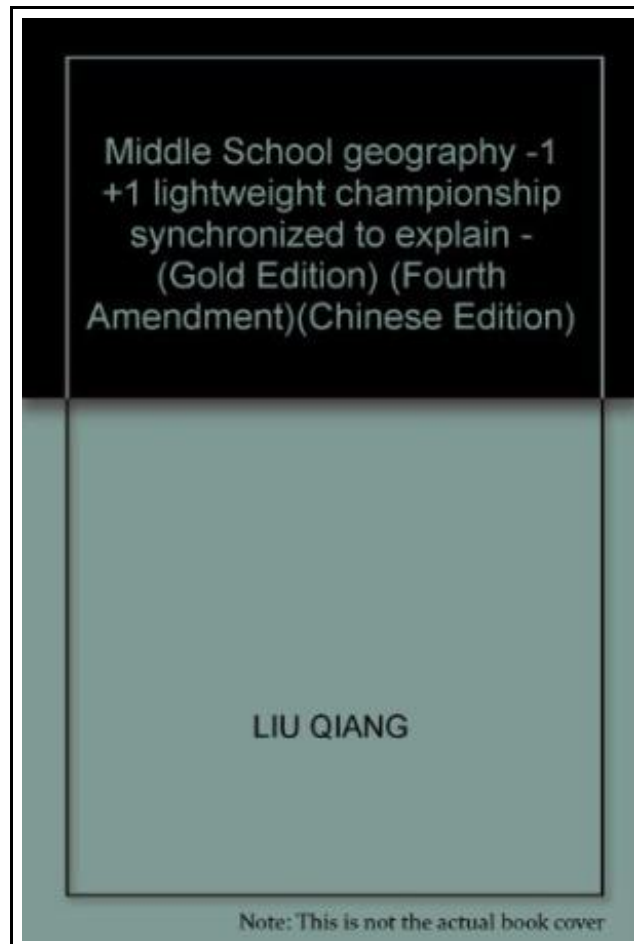 Middle School geography -1
+1 lightweight championship
synchronized to explain -
(Gold Edition) (Fourth
Amendment)(Chinese Edition)
LIU QIANG
Note: This is not the actual book cover